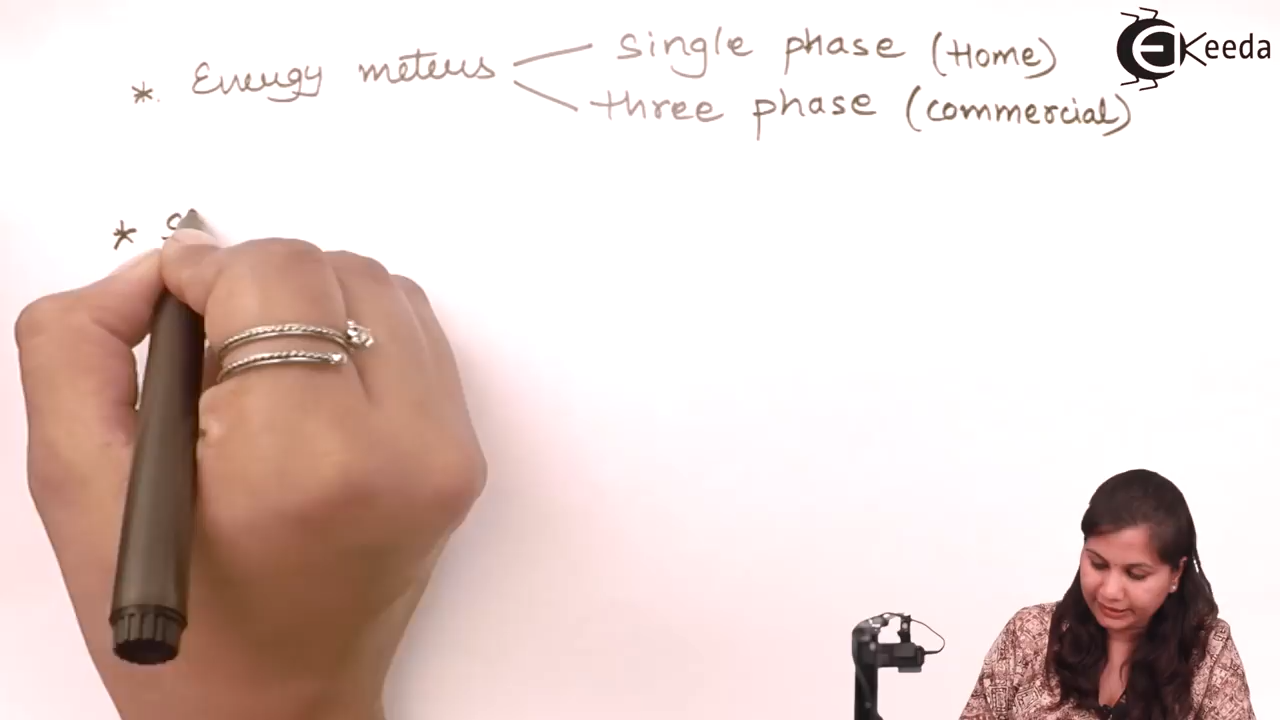 Single phase (Home)
* Energy meters
three phase (commercial)
* S
EKeeda